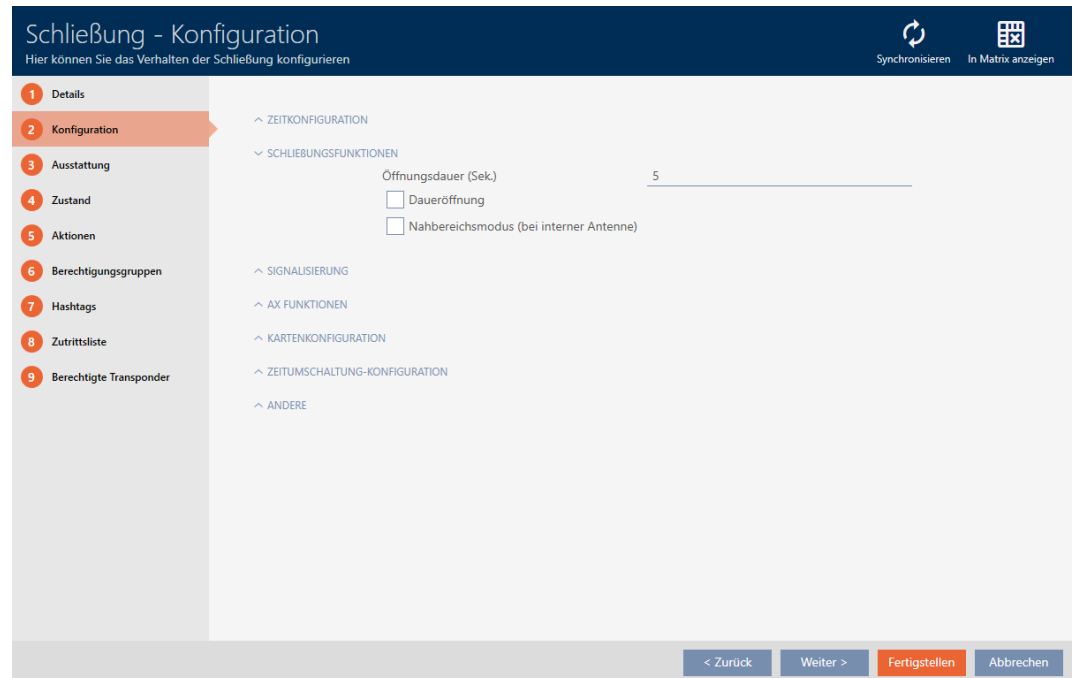 Schließung - Konfiguration
Hier können Sie das Verhalten der Schließung konfigurieren
Synchronisieren
In Matrix anzeigen
1 Details
2 Konfiguration
3 Ausstattung
4 Zustand
5 Aktionen
6 Berechtigungsgruppen
7 Hashtags
8 Zutrittsliste
9 Berechtigte Transponder
ZEITKONFIGURATION
SCHLIEßUNGSFUNKTIONEN
Öffnungsdauer (Sek.) 5
Daueröffnung
Nahbereichsmodus (bei interner Antenne)
SIGNALISIERUNG
AX FUNKTIONEN
KARTENKONFIGURATION
ZEITUMSCHALTUNG-KONFIGURATION
ANDERE
< Zurück
Weiter >
Fertigstellen
Abbrechen